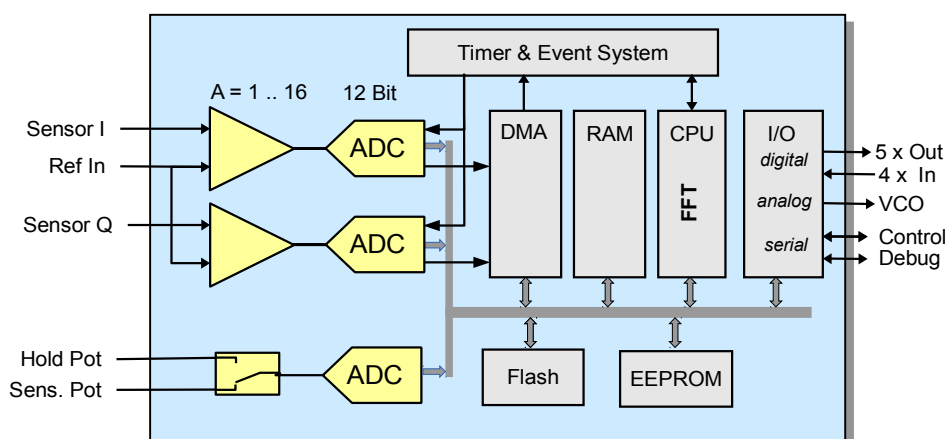 Timer & Event System
A = 1 .. 16
12 Bit
Sensor I
Ref In
ADC
Sensor Q
ADC
DMA
RAM
CPU
FFT
I/O
digital
analog
serial
5 x Out
4 x In
VCO
Control
Debug
Hold Pot
Sens. Pot
ADC
Flash
EEPROM